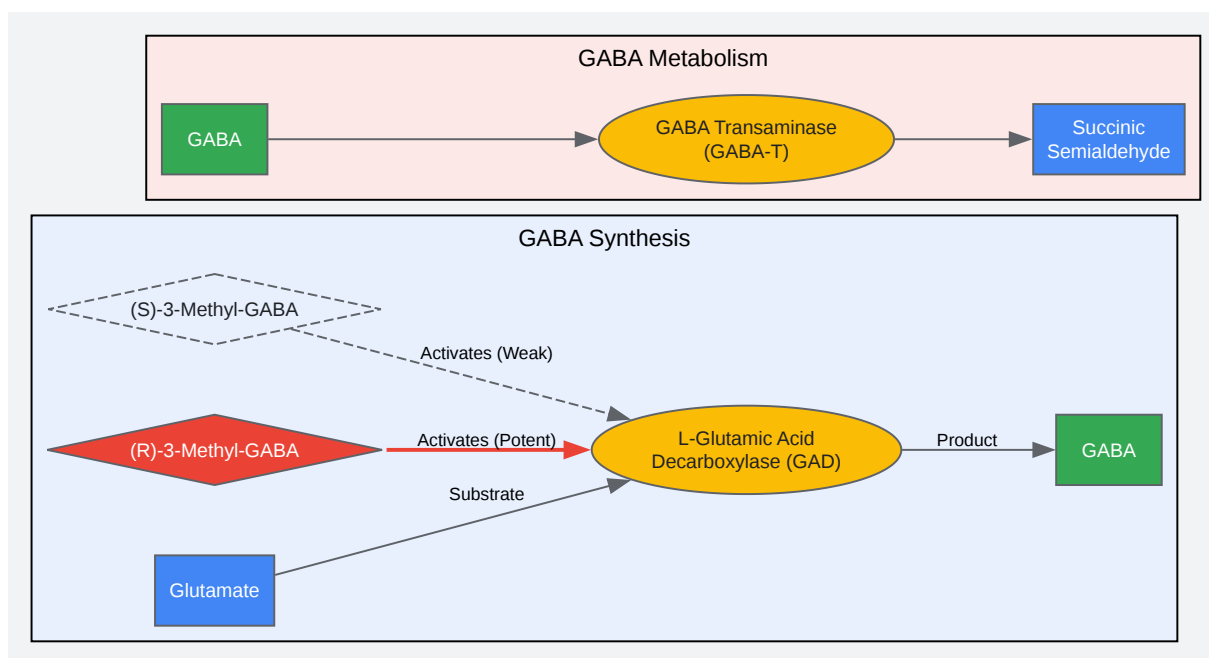 GABA Metabolism
GABA
GABA Transaminase
(GABA-T)
Succinic
Semialdehyde
GABA Synthesis
(S)-3-Methyl-GABA
Activates (Weak)
(R)-3-Methyl-GABA
Activates (Potent)
L-Glutamic Acid
Decarboxylase (GAD)
Product
GABA
Substrate
Glutamate